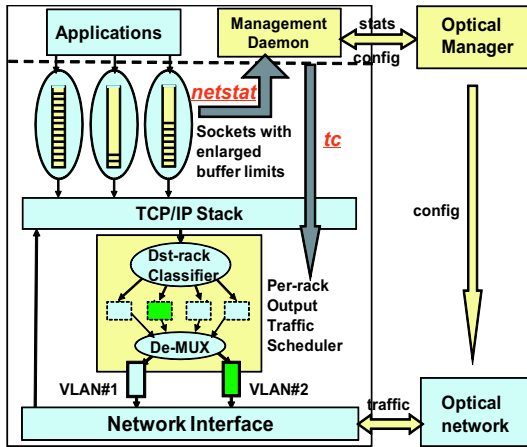 Applications
Management
Daemon
stats
config
Optical
Manager
netstat
Sockets with
enlarged
buffer limits
tc
TCP/IP Stack
config
Dst-rack
Classifier
Per-rack
Output
Traffic
Scheduler
De-MUX
VLAN#1
VLAN#2
Network Interface
traffic
Optical
network